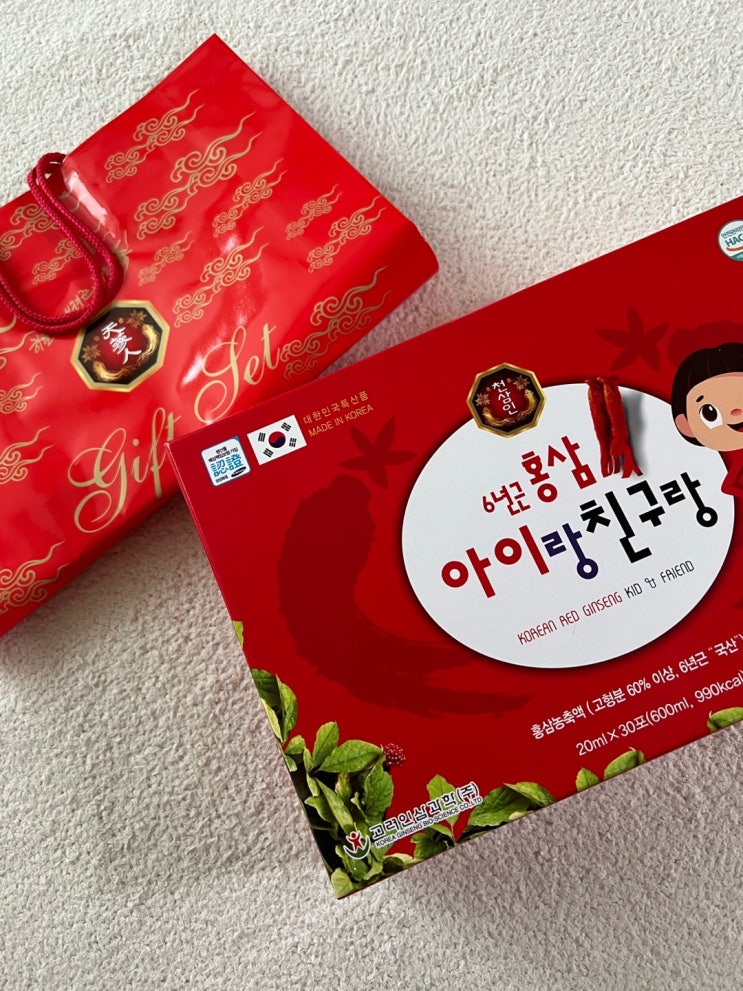 天蔘人
Gift Set
HAC
천삼인
대한민국특산품
MADE IN KOREA
認證
6년근 홍삼
아이랑친구랑
KOREAN RED GINSENG KID & FRIEND
홍삼농축액 (고형분 60% 이상, 6년근 "국산")
20ml X 30포(600ml, 990kcal)
고려인삼과학(주)
KOREA GINSENG BIO-SCIENCE CO., LTD